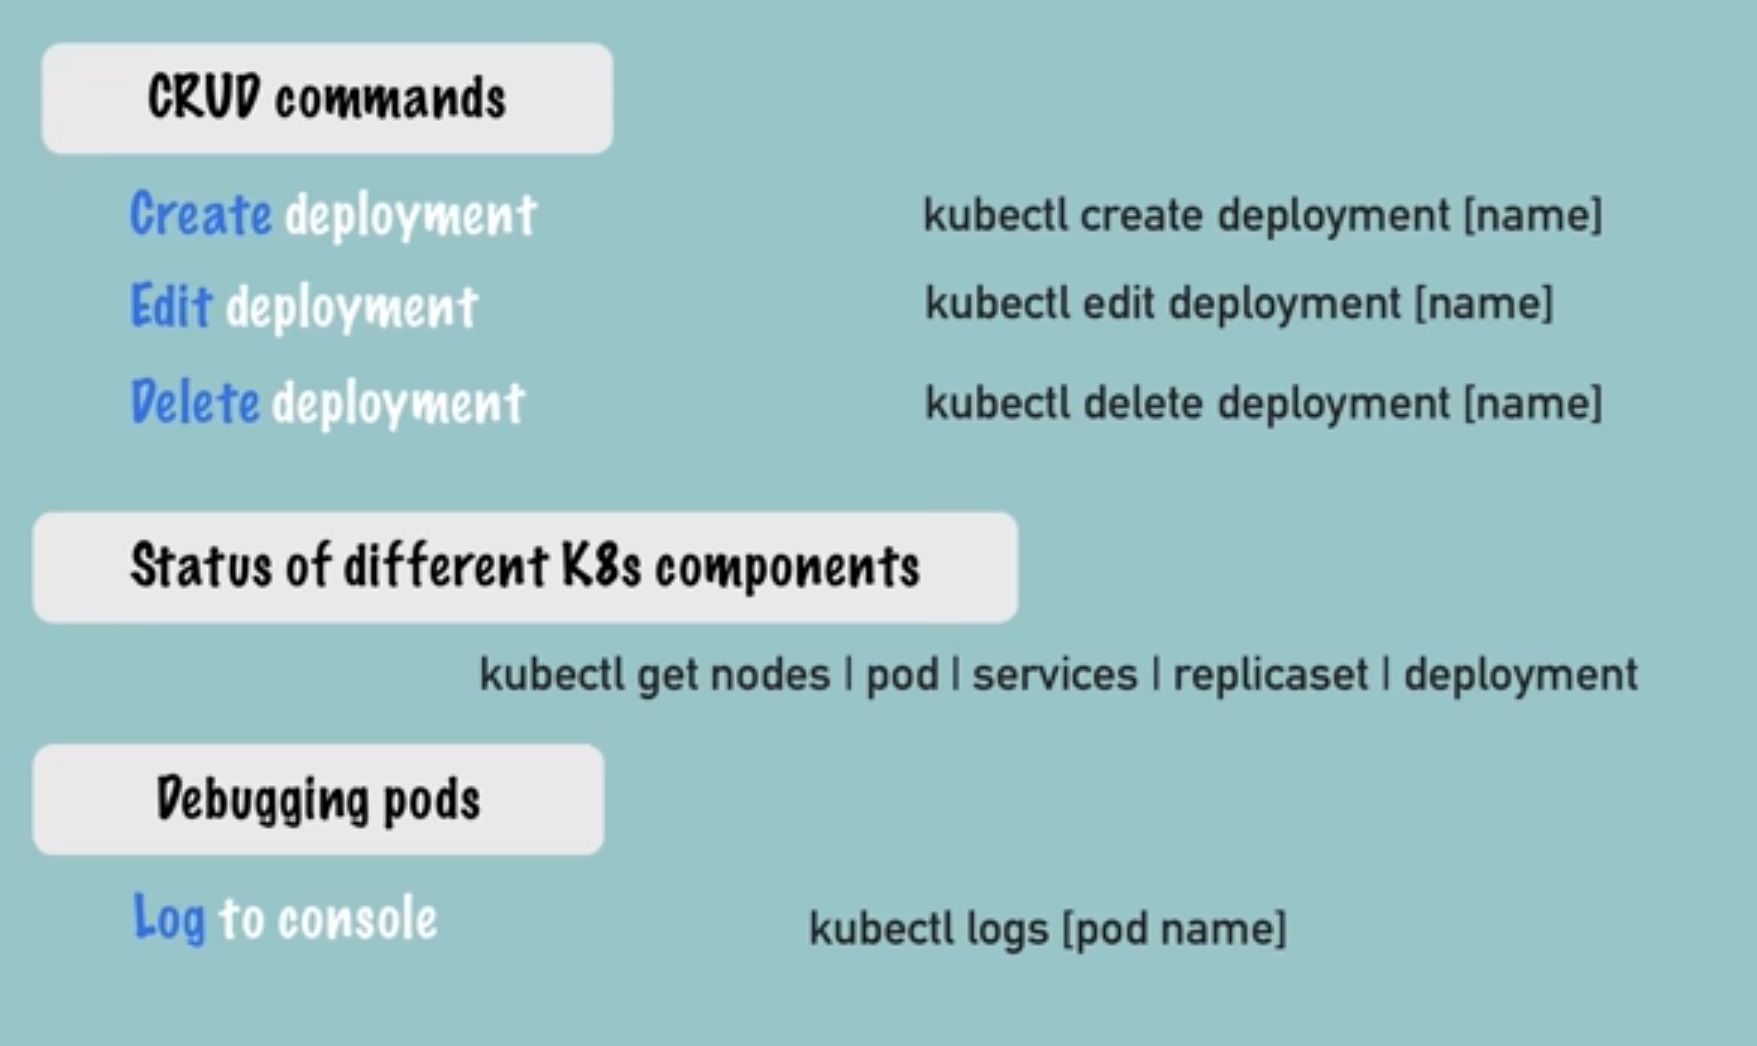 CRUD commands
Create deployment kubectl create deployment [name]
Edit deployment kubectl edit deployment [name]
Delete deployment kubectl delete deployment [name]
Status of different K8s components
kubectl get nodes | pod | services | replicaset | deployment
Debugging pods
Log to console kubectl logs [pod name]